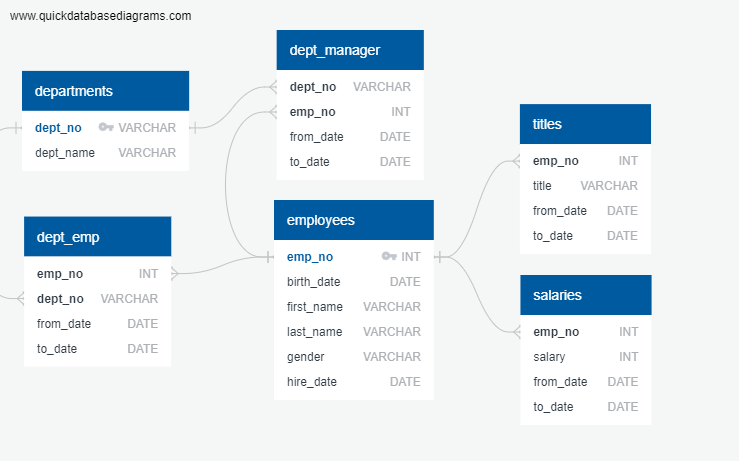 www.quickdatabasediagrams.com
departments
dept_no VARCHAR
dept_name VARCHAR
dept_manager
dept_no VARCHAR
emp_no INT
from_date DATE
to_date DATE
titles
emp_no INT
title VARCHAR
from_date DATE
to_date DATE
dept_emp
emp_no INT
dept_no VARCHAR
from_date DATE
to_date DATE
employees
emp_no INT
birth_date DATE
first_name VARCHAR
last_name VARCHAR
gender VARCHAR
hire_date DATE
salaries
emp_no INT
salary INT
from_date DATE
to_date DATE